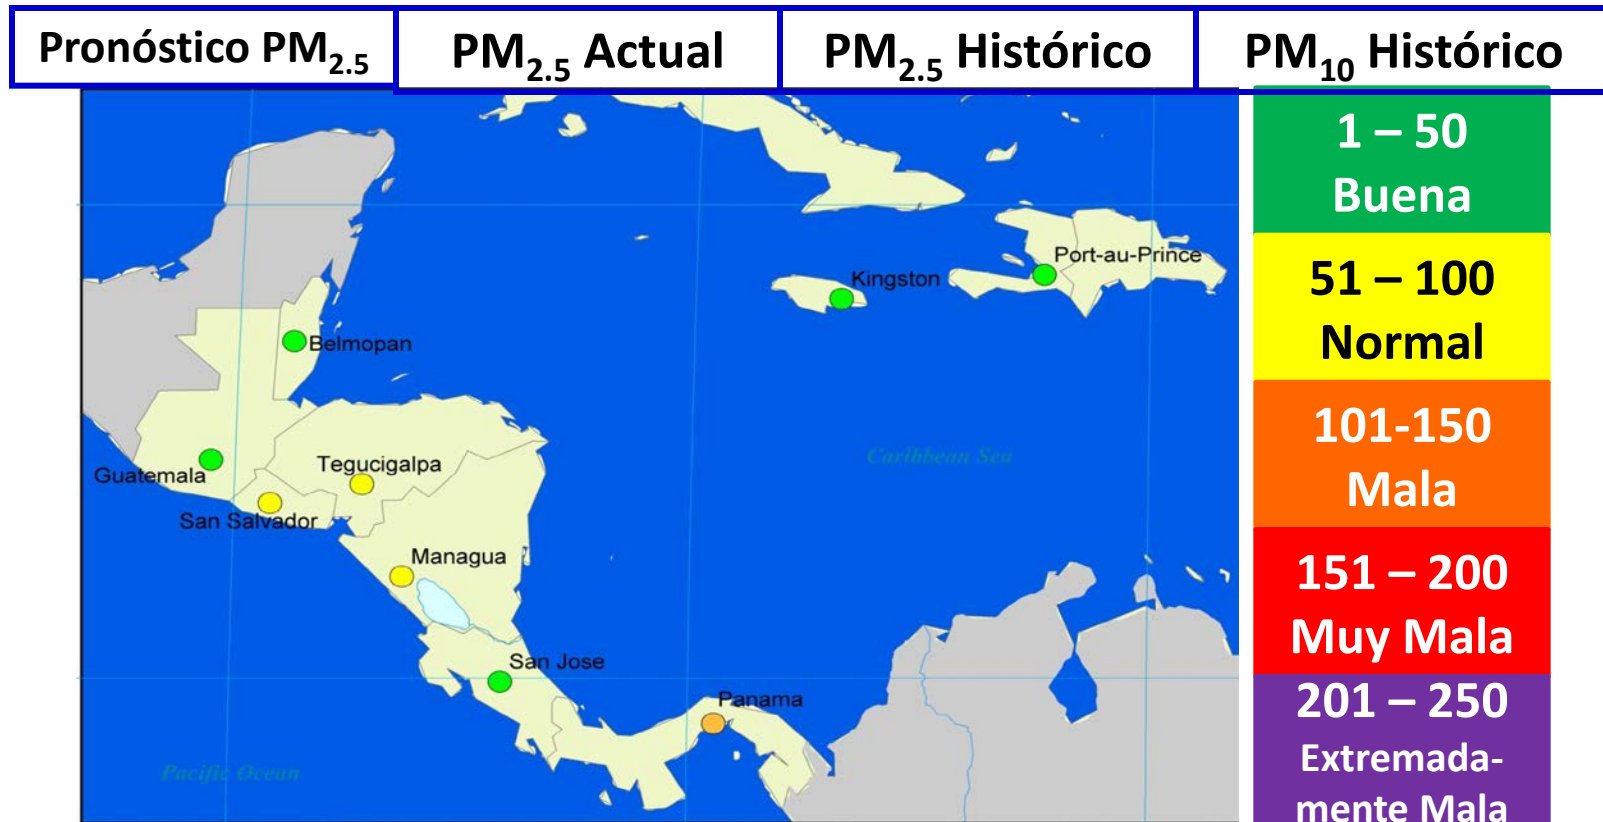 Pronóstico PM2.5
PM2.5 Actual
PM2.5 Histórico
PM10 Histórico
1 – 50
Buena
51 – 100
Normal
101-150
Mala
151 – 200
Muy Mala
201 – 250
Extremada-
mente Mala
Port-au-Prince
Kingston
Belmopan
Caribbean Sea
Tegucigalpa
Guatemala
San Salvador
Managua
San Jose
Panama
Pacific Ocean